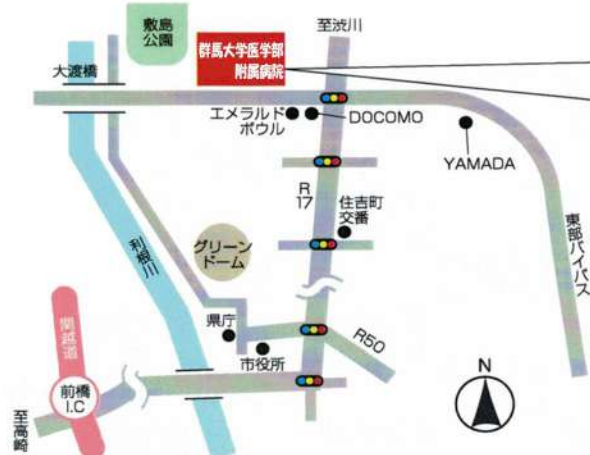 敷島
公園
至渋川
群馬大学医学部
附属病院
大渡橋
エメラルド
ボウル
DOCOMO
YAMADA
R
17
住吉町
交番
グリーン
ドーム
利根川
東部バイパス
県庁
市役所
R50
関越道
前橋
I.C
至高崎
N